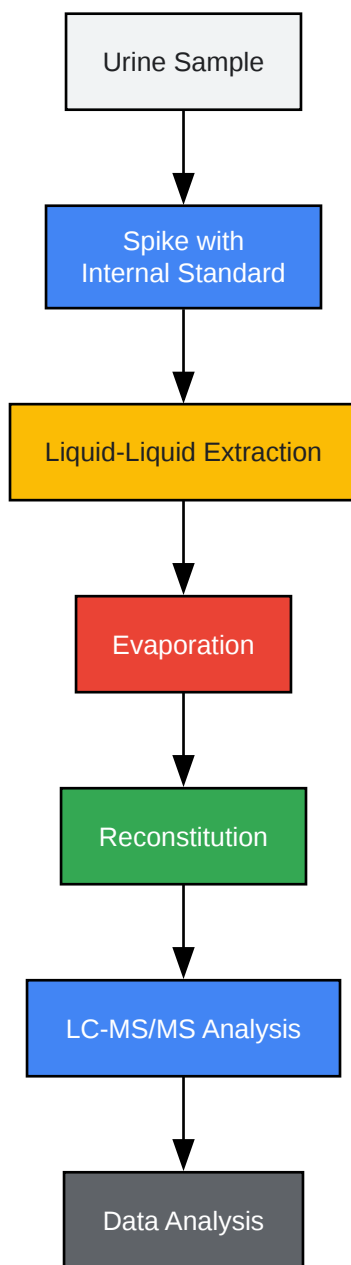 Urine Sample
Spike with
Internal Standard
Liquid-Liquid Extraction
Evaporation
Reconstitution
LC-MS/MS Analysis
Data Analysis